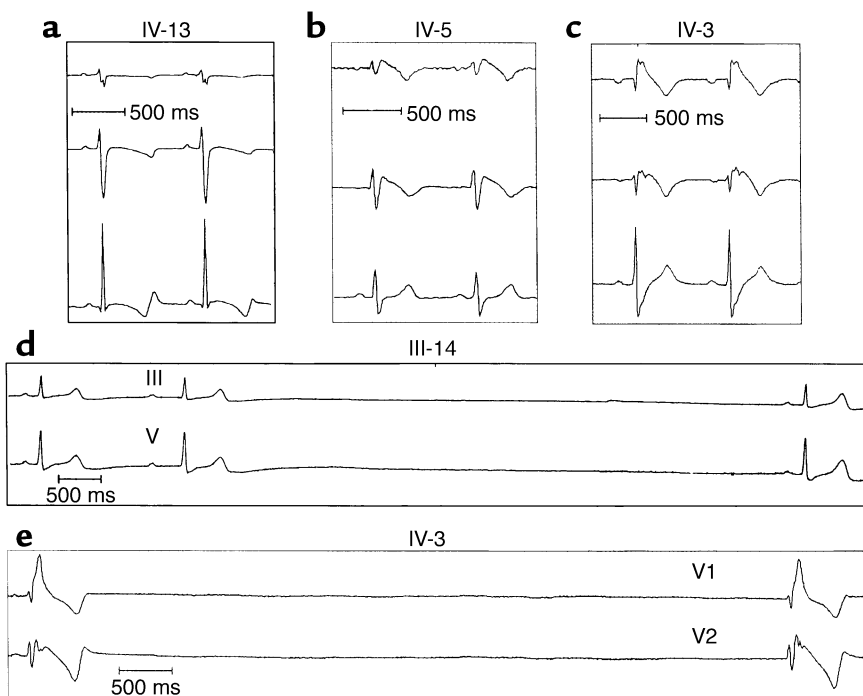 a IV-13
b IV-5
c IV-3
500 ms
500 ms
500 ms
d III-14
III
V
500 ms
e IV-3
V1
V2
500 ms